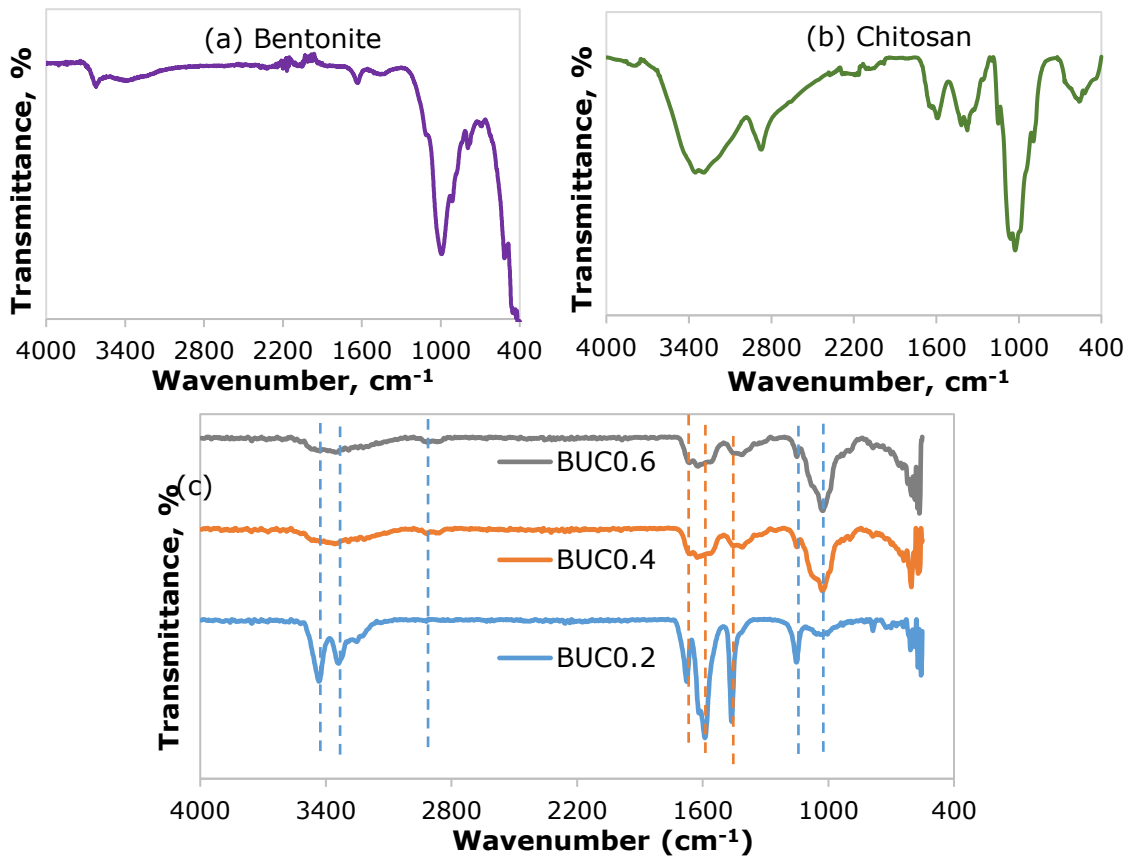 (a) Bentonite
Transmittance, %
4000 3400 2800 2200 1600 1000 400
Wavenumber, cm⁻¹
(b) Chitosan
Transmittance, %
4000 3400 2800 2200 1600 1000 400
Wavenumber, cm⁻¹
(c)
Transmittance, %
BUC0.6
BUC0.4
BUC0.2
4000 3400 2800 2200 1600 1000 400
Wavenumber (cm⁻¹)